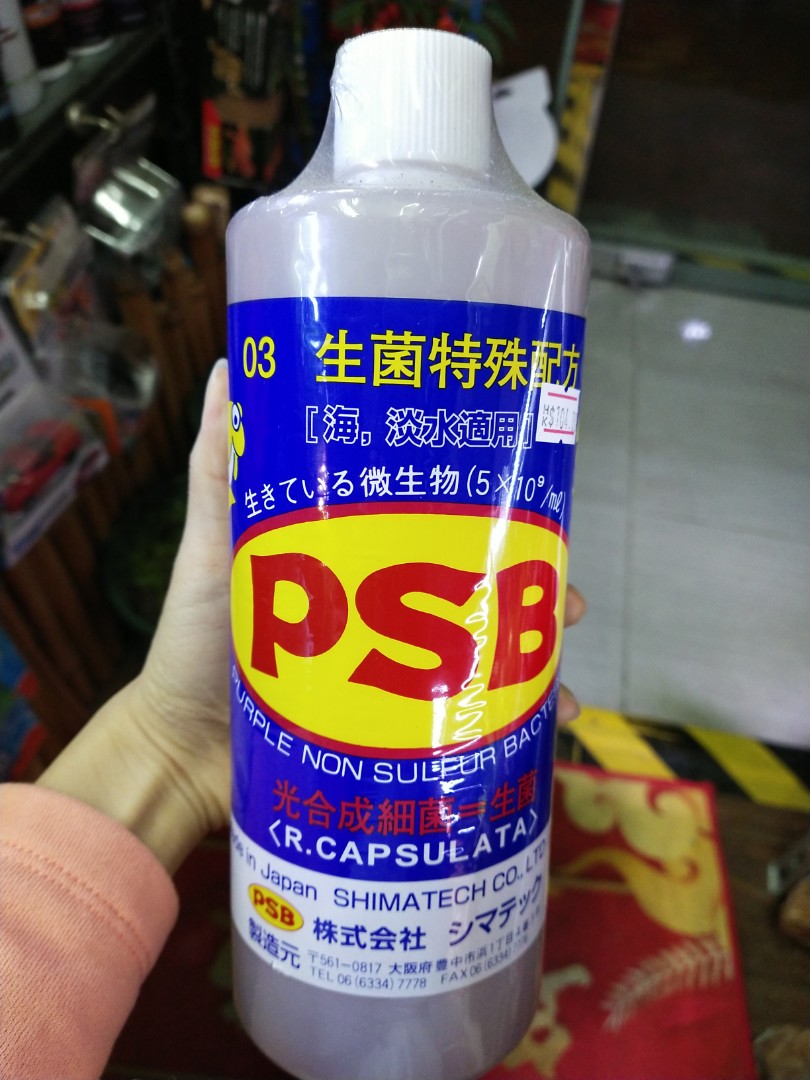 03 生菌特殊配方
[海, 淡水適用]
生きている微生物(5×10⁹/ml)
PSB
PURPLE NON SULFUR
光合成細菌=生菌
〈R.CAPSULATA〉
in Japan SHIMATECH CO., LTD
PSB 株式会社 シマテック
製造元 〒561-0817 大阪府豊中市浜1丁目
TEL 06(6334)7778 FAX 06(6334)